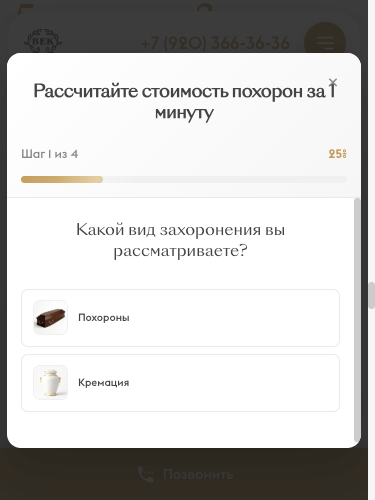 ВЕК
+7 (920) 366-36-36
×
Рассчитайте стоимость похорон за 1
минуту
Шаг 1 из 4
25%
Какой вид захоронения вы
рассматриваете?
Похороны
Кремация
Позвонить